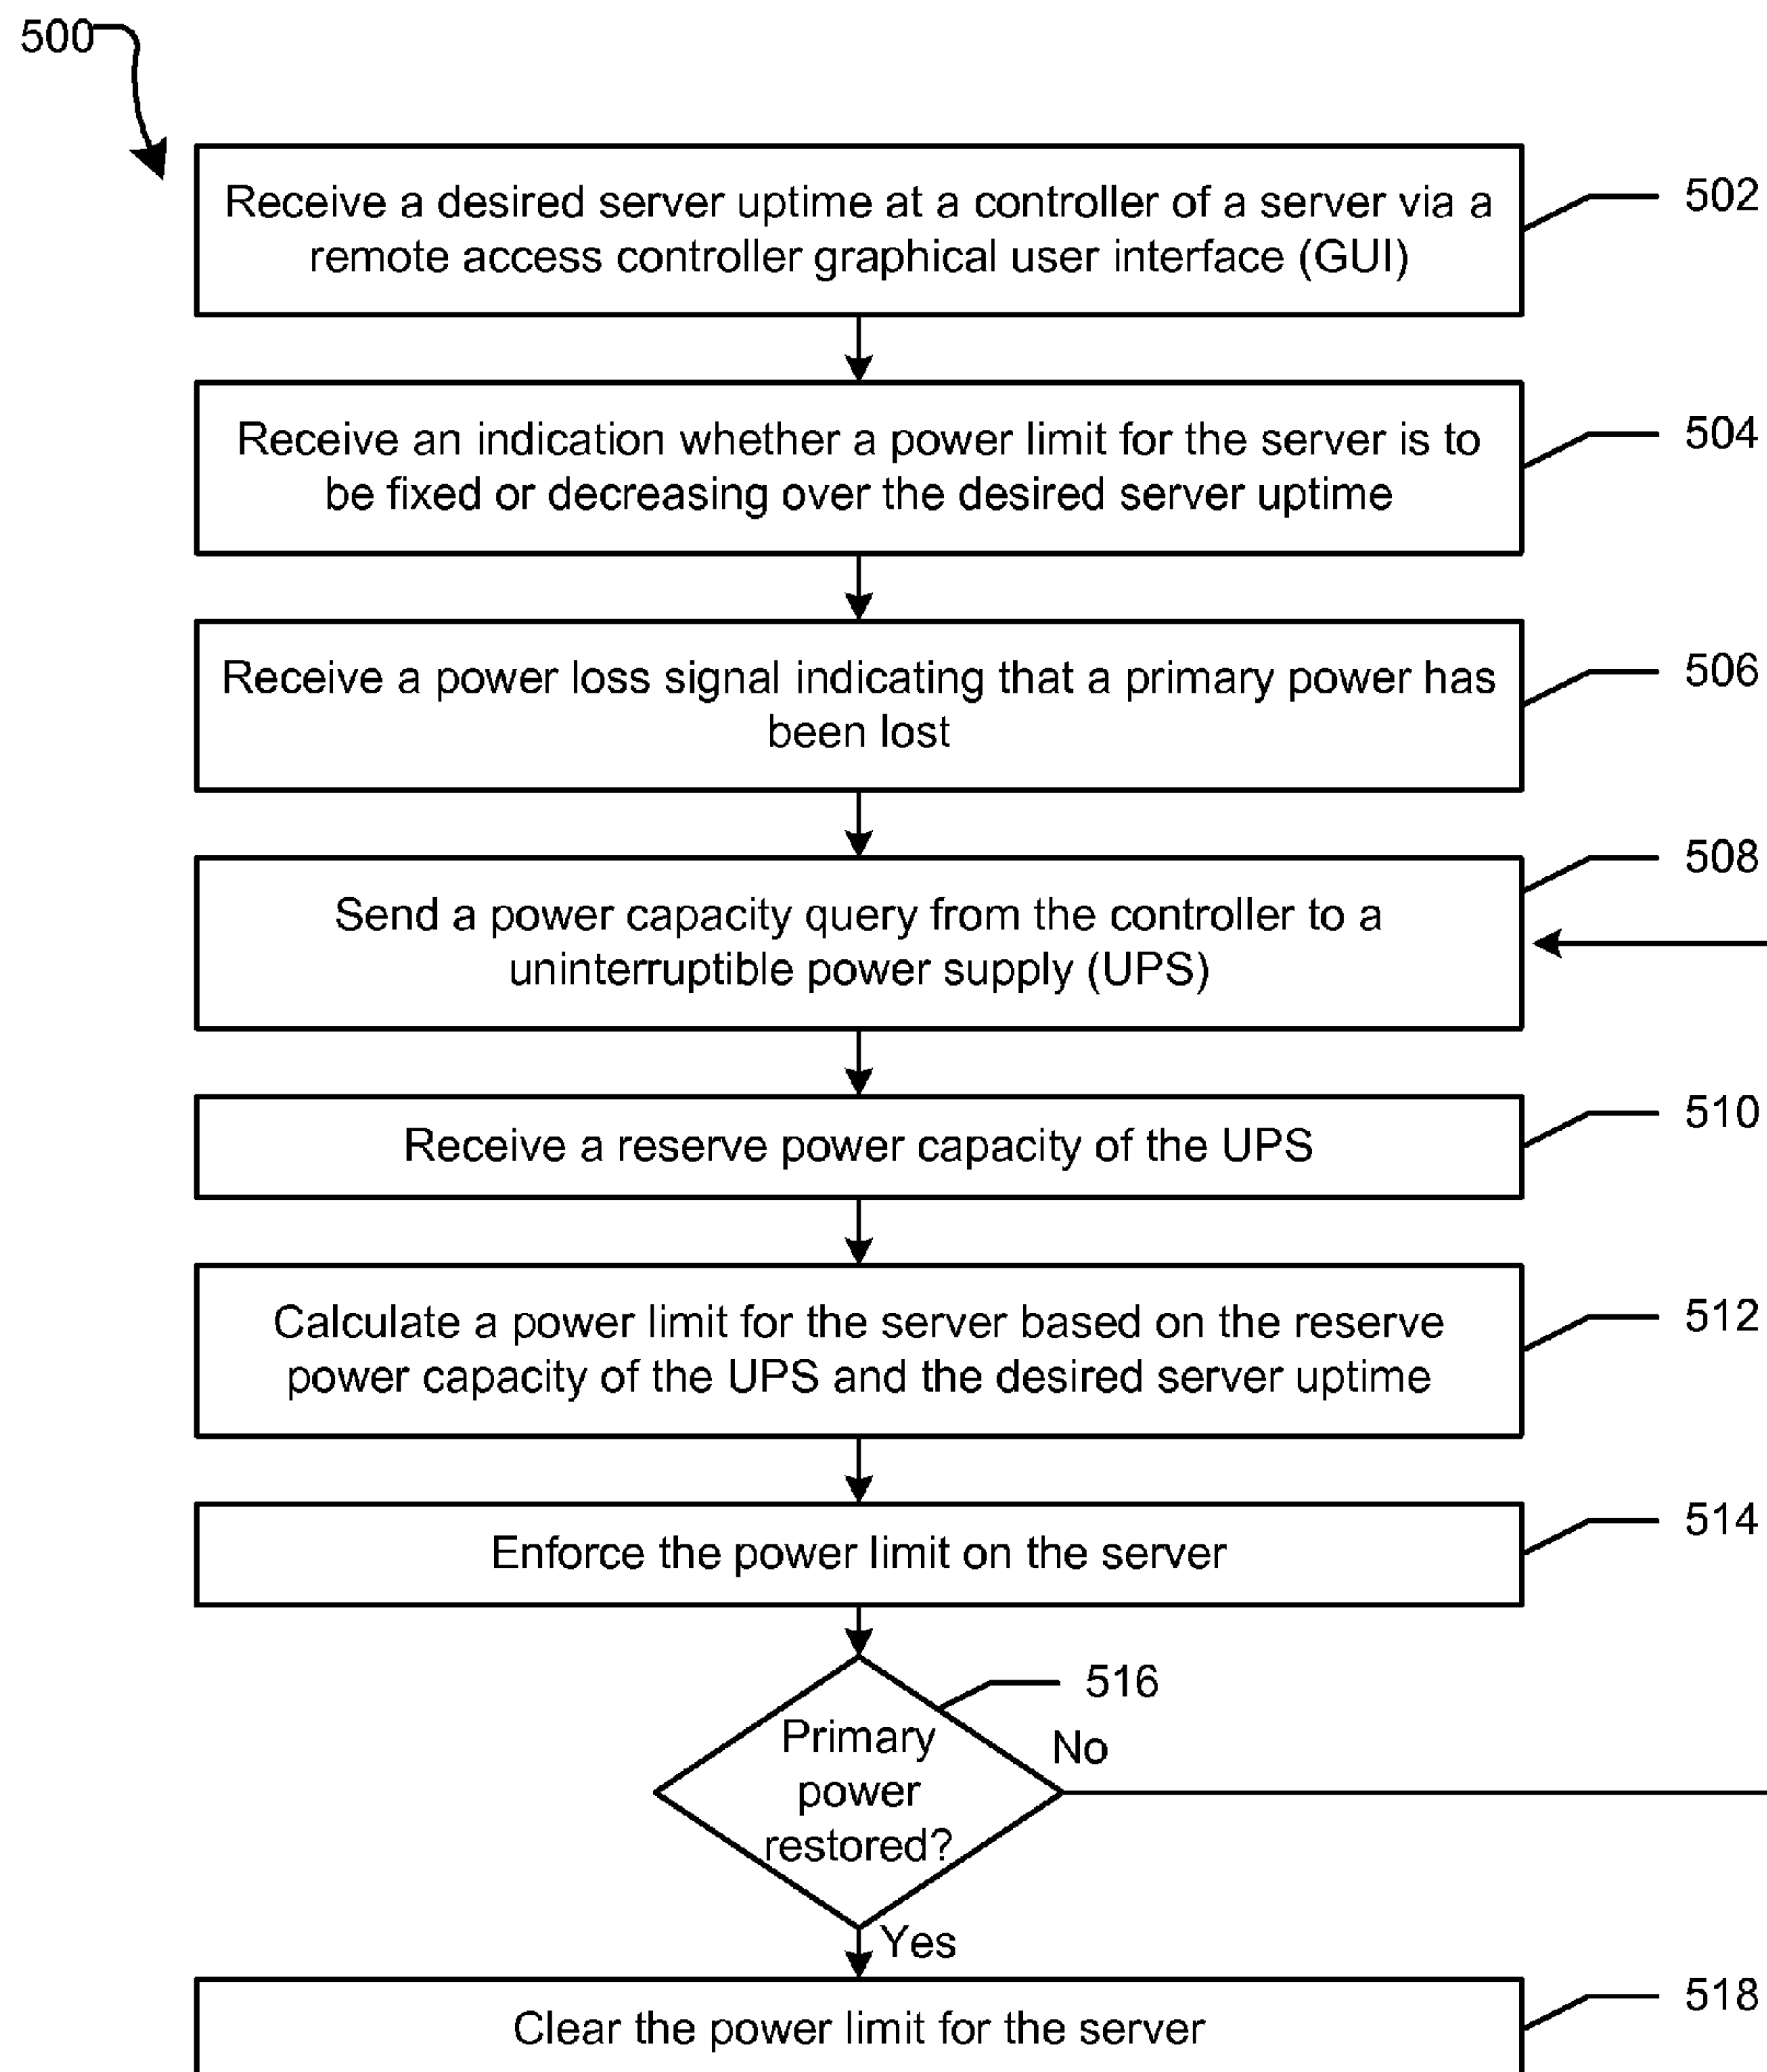 500
Receive a desired server uptime at a controller of a server via a
remote access controller graphical user interface (GUI)
502
Receive an indication whether a power limit for the server is to
be fixed or decreasing over the desired server uptime
504
Receive a power loss signal indicating that a primary power has
been lost
506
Send a power capacity query from the controller to a
uninterruptible power supply (UPS)
508
Receive a reserve power capacity of the UPS
510
Calculate a power limit for the server based on the reserve
power capacity of the UPS and the desired server uptime
512
Enforce the power limit on the server
514
516
Primary
power
restored?
No
Yes
Clear the power limit for the server
518